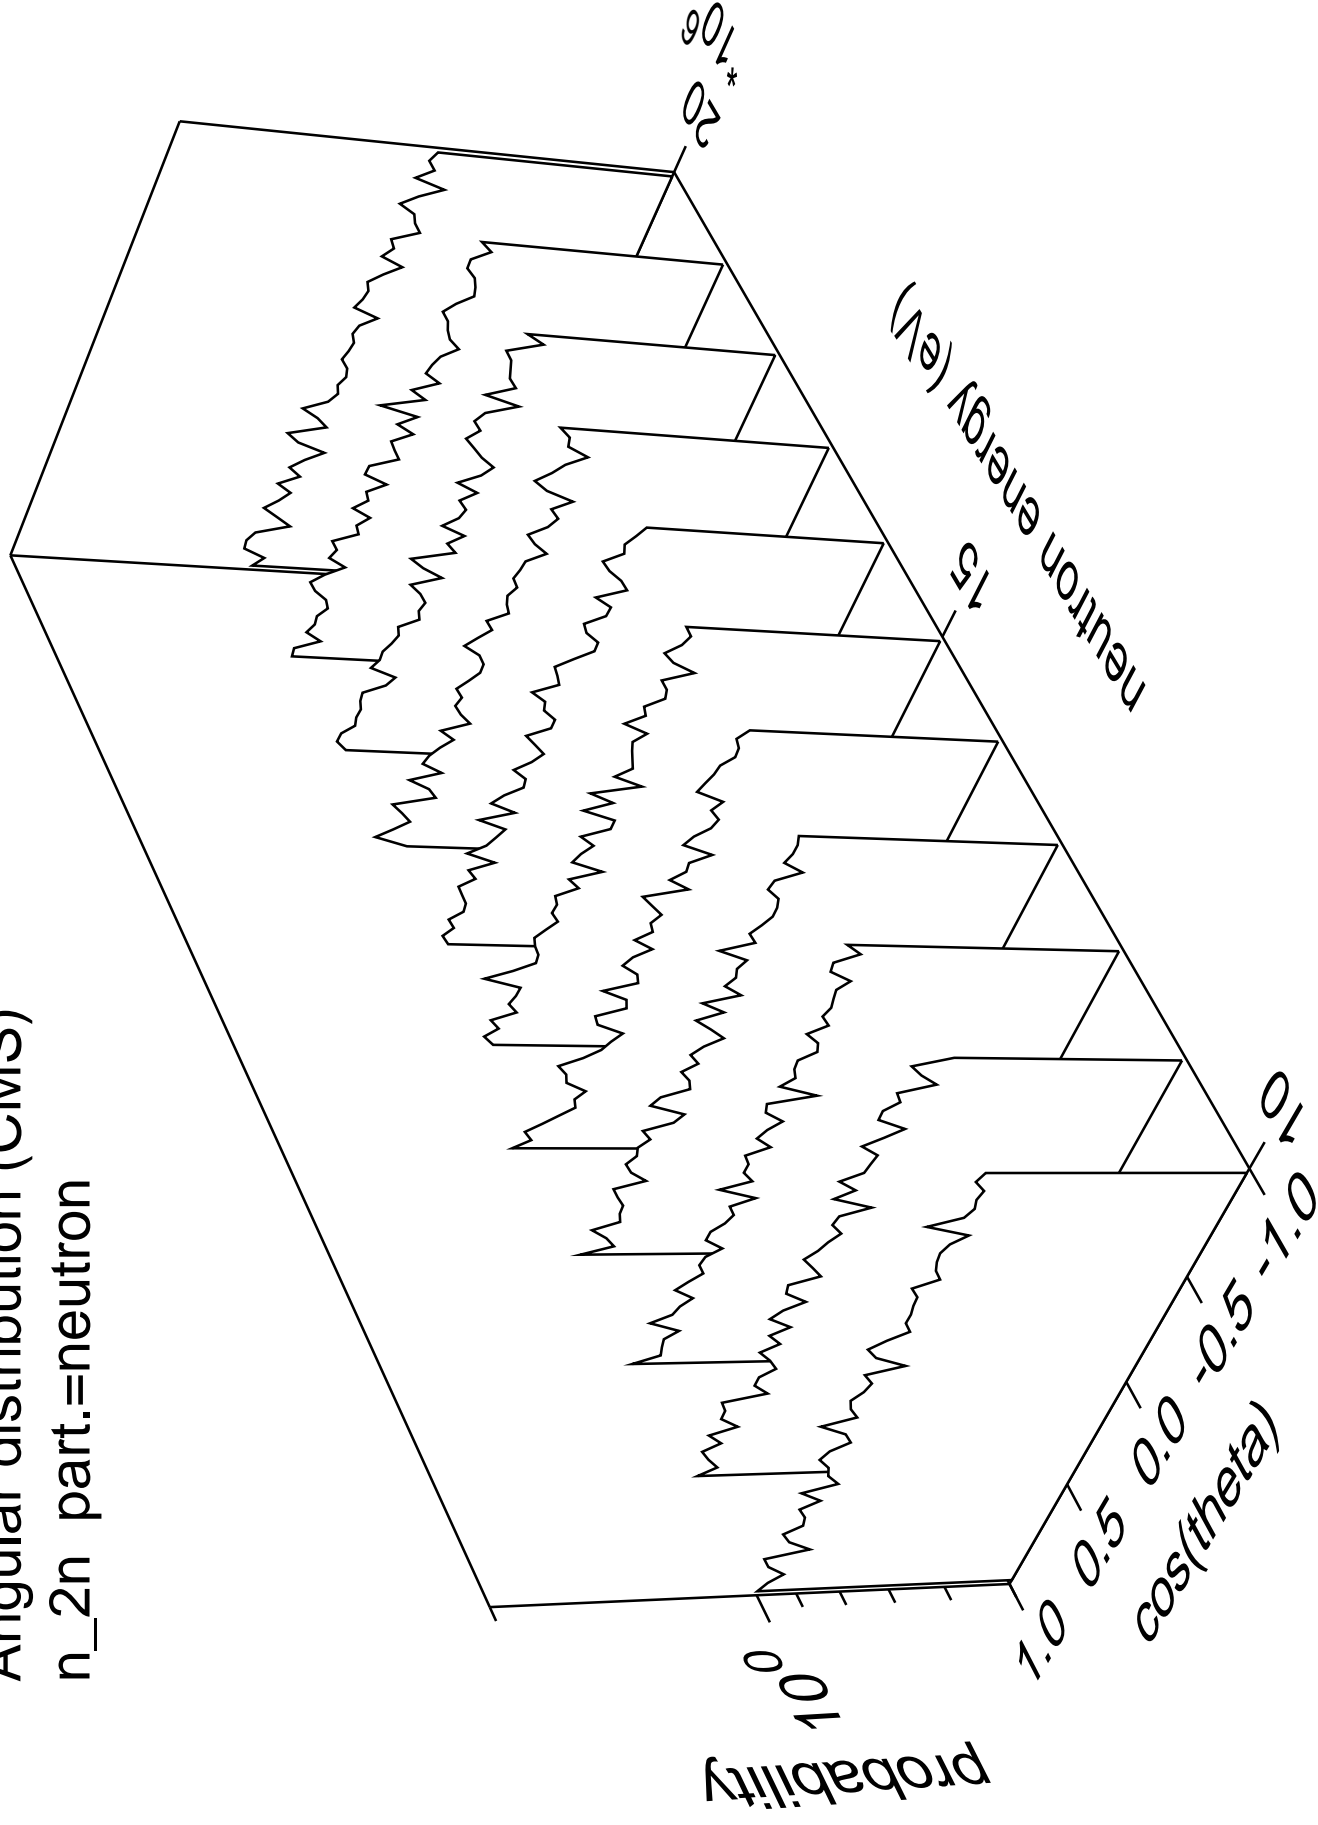 Angular distribution (CMS)
n_2n part.=neutron
probability
10^0
1.0 0.5 0.0 -0.5 -1.0
cos(theta)
10 15 20 *10^6
neutron energy (eV)